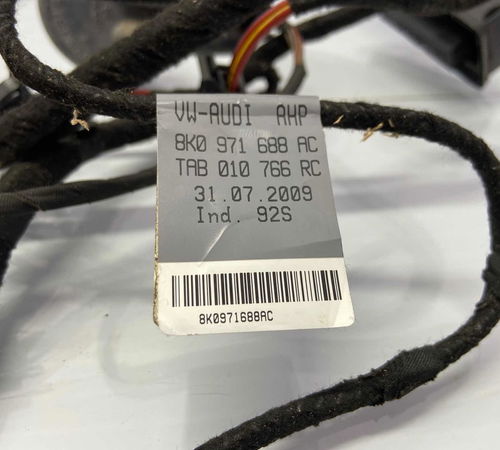 VW-AUDI AHP
8K0 971 688 AC
TAB 010 766 RC
31.07.2009
Ind. 92S
8K0971688AC